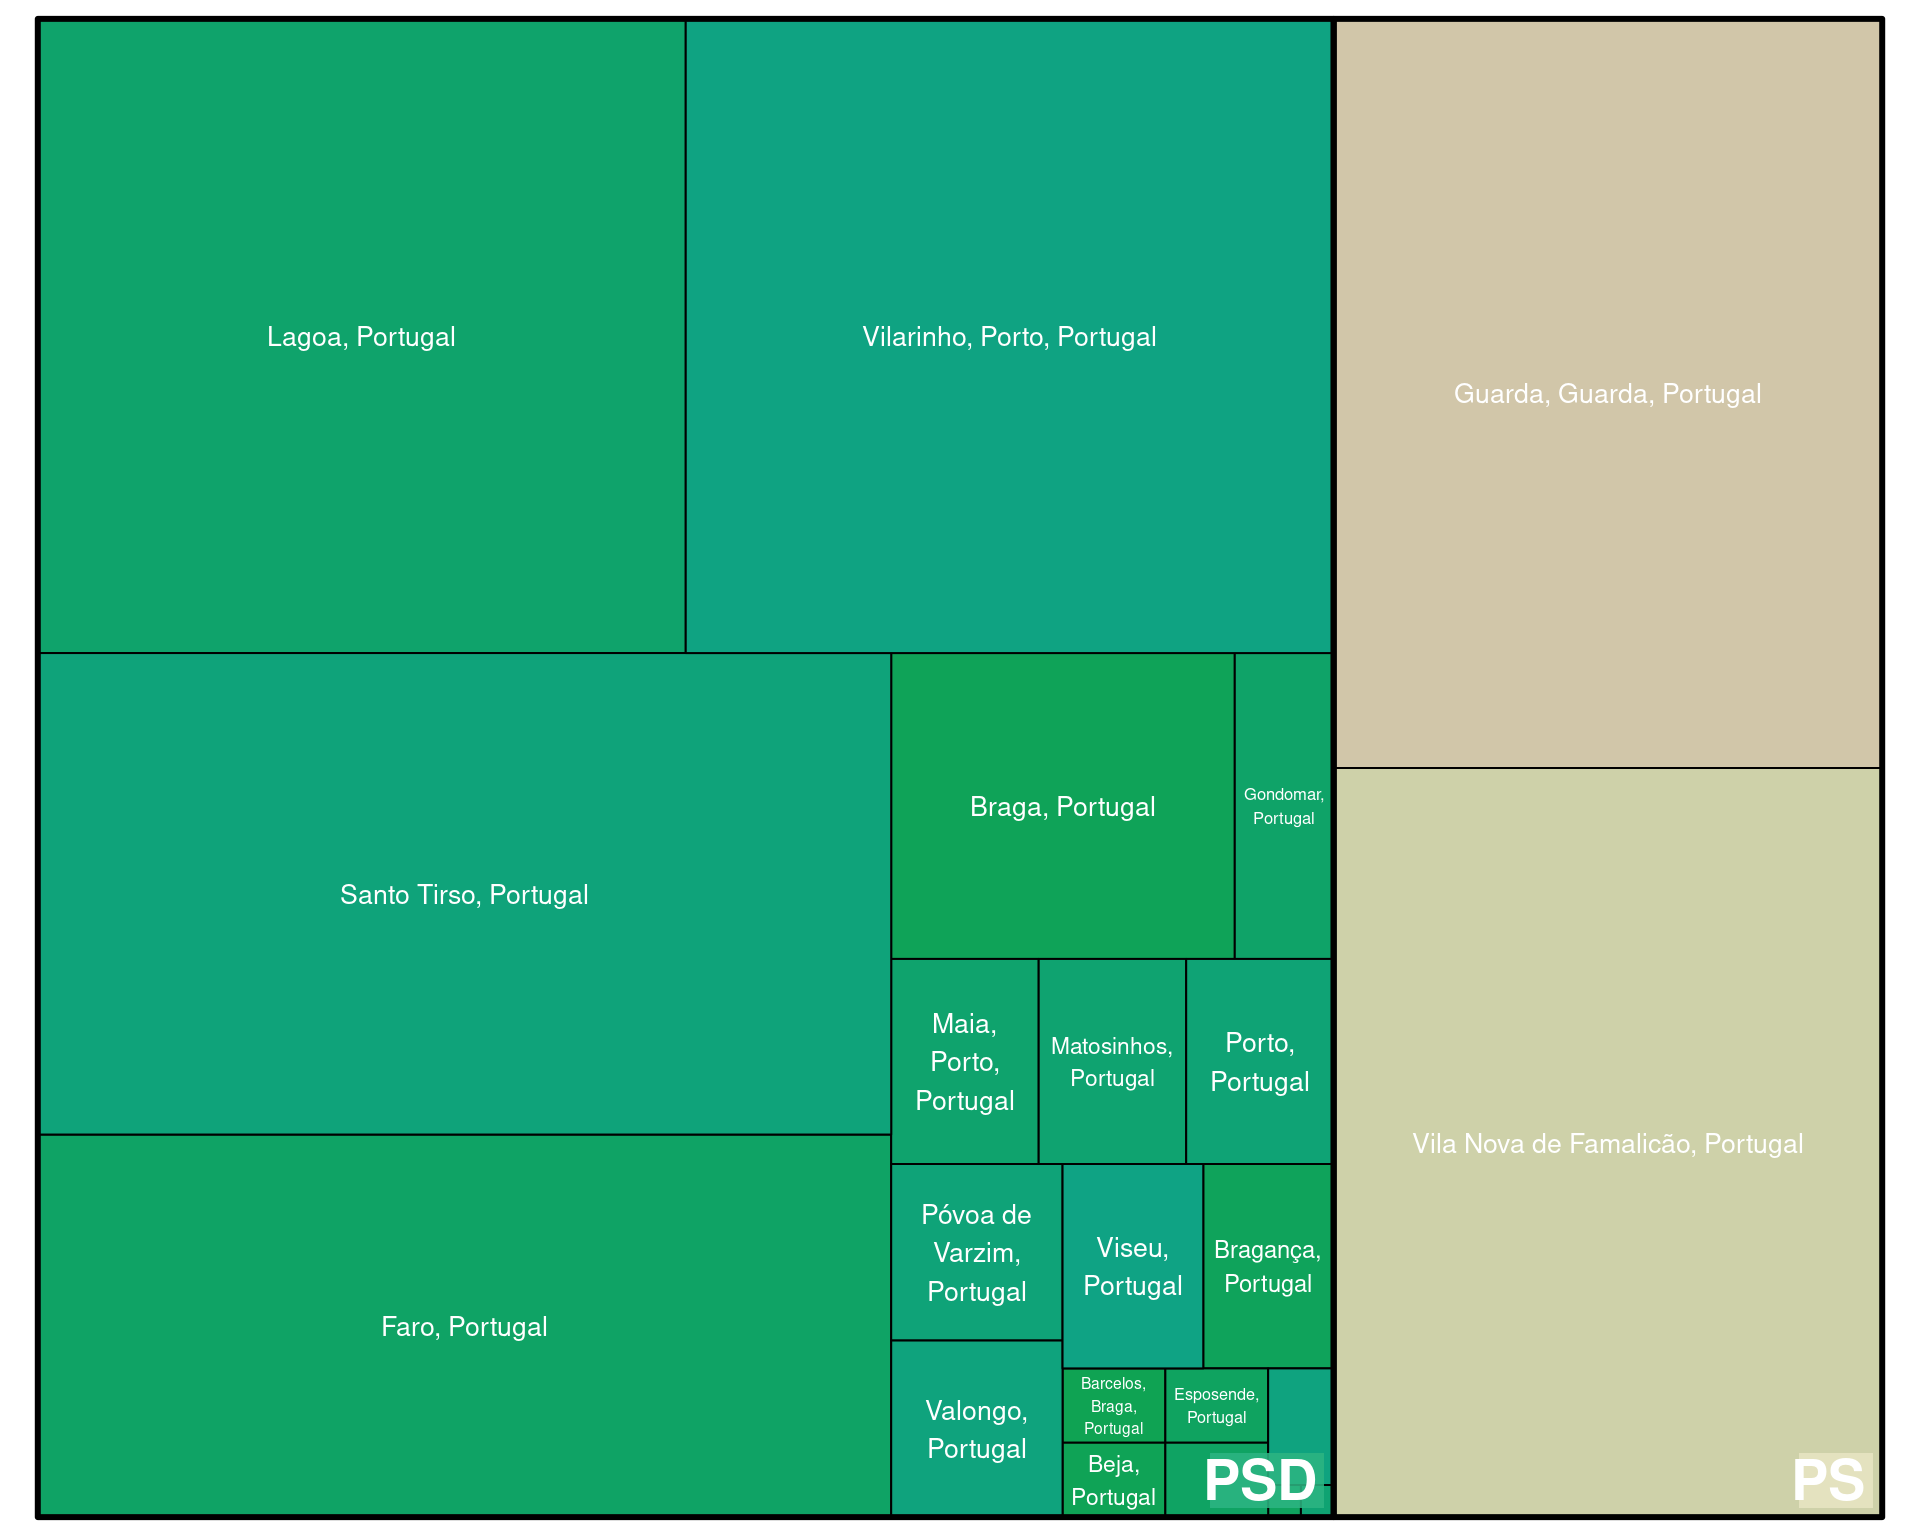 Lagoa, Portugal
Vilarinho, Porto, Portugal
Guarda, Guarda, Portugal
Santo Tirso, Portugal
Braga, Portugal
Gondomar,
Portugal
Maia,
Porto,
Portugal
Matosinhos,
Portugal
Porto,
Portugal
Vila Nova de Famalicão, Portugal
Faro, Portugal
Póvoa de
Varzim,
Portugal
Viseu,
Portugal
Bragança,
Portugal
Valongo,
Portugal
Barcelos,
Braga,
Portugal
Esposende,
Portugal
Beja,
Portugal
PSD
PS